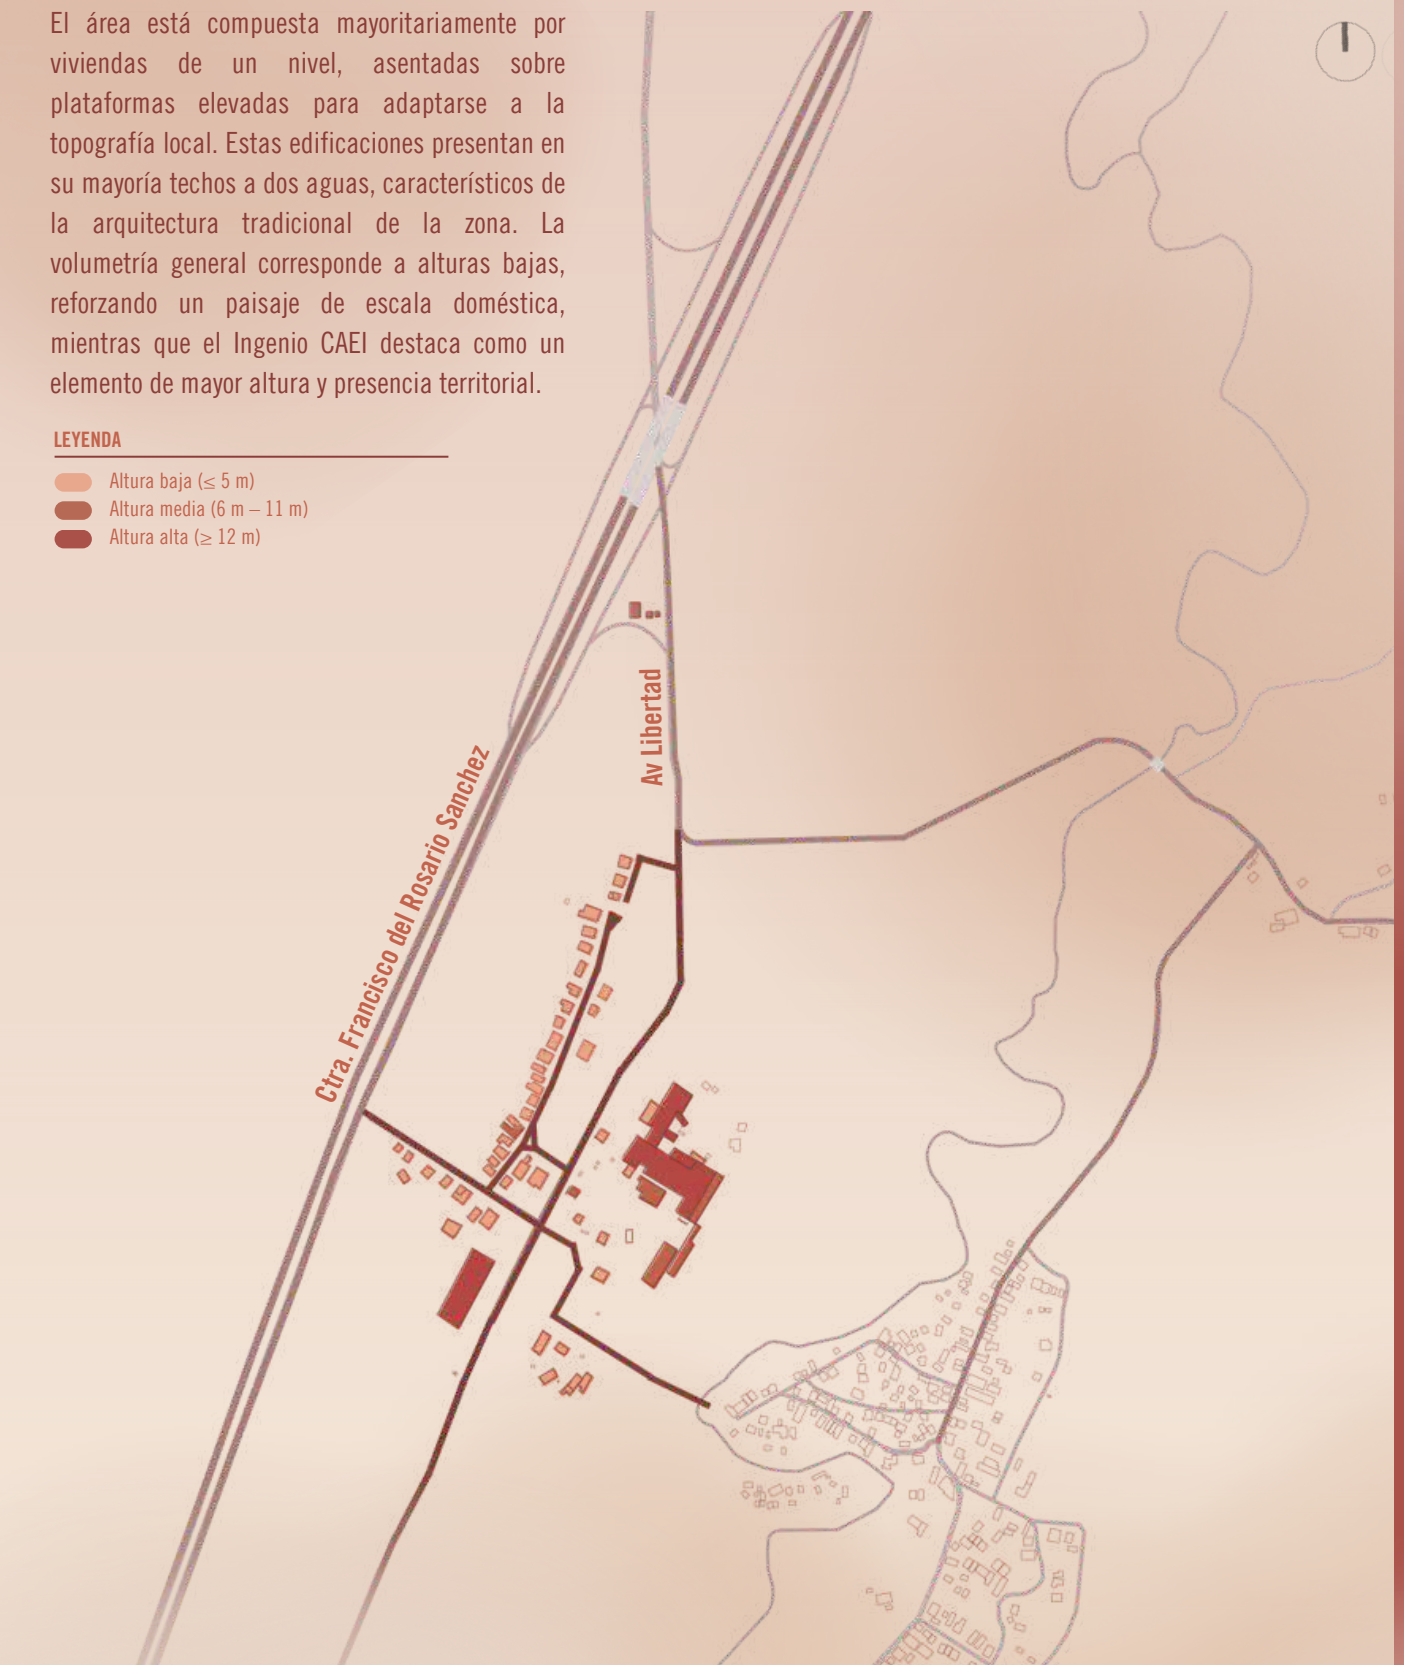 El área está compuesta mayoritariamente por
viviendas de un nivel, asentadas sobre
plataformas elevadas para adaptarse a la
topografía local. Estas edificaciones presentan en
su mayoría techos a dos aguas, característicos de
la arquitectura tradicional de la zona. La
volumetría general corresponde a alturas bajas,
reforzando un paisaje de escala doméstica,
mientras que el Ingenio CAEI destaca como un
elemento de mayor altura y presencia territorial.
LEYENDA
Altura baja (≤ 5 m)
Altura media (6 m – 11 m)
Altura alta (≥ 12 m)
Av Libertad
Ctra. Francisco del Rosario Sanchez